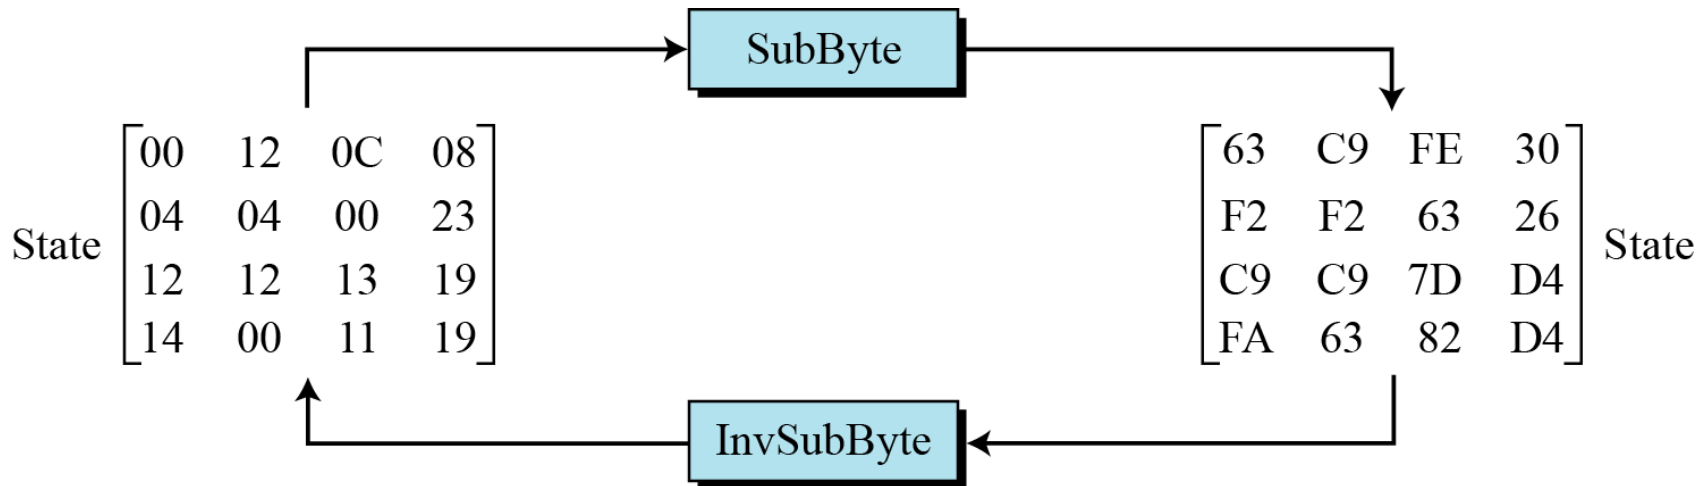 SubByte
00 12 0C 08 63 C9 FE 30
04 04 00 23 F2 F2 63 26
State State
12 12 13 19 C9 C9 7D D4
14 00 11 19 FA 63 82 D4
InvSubByte